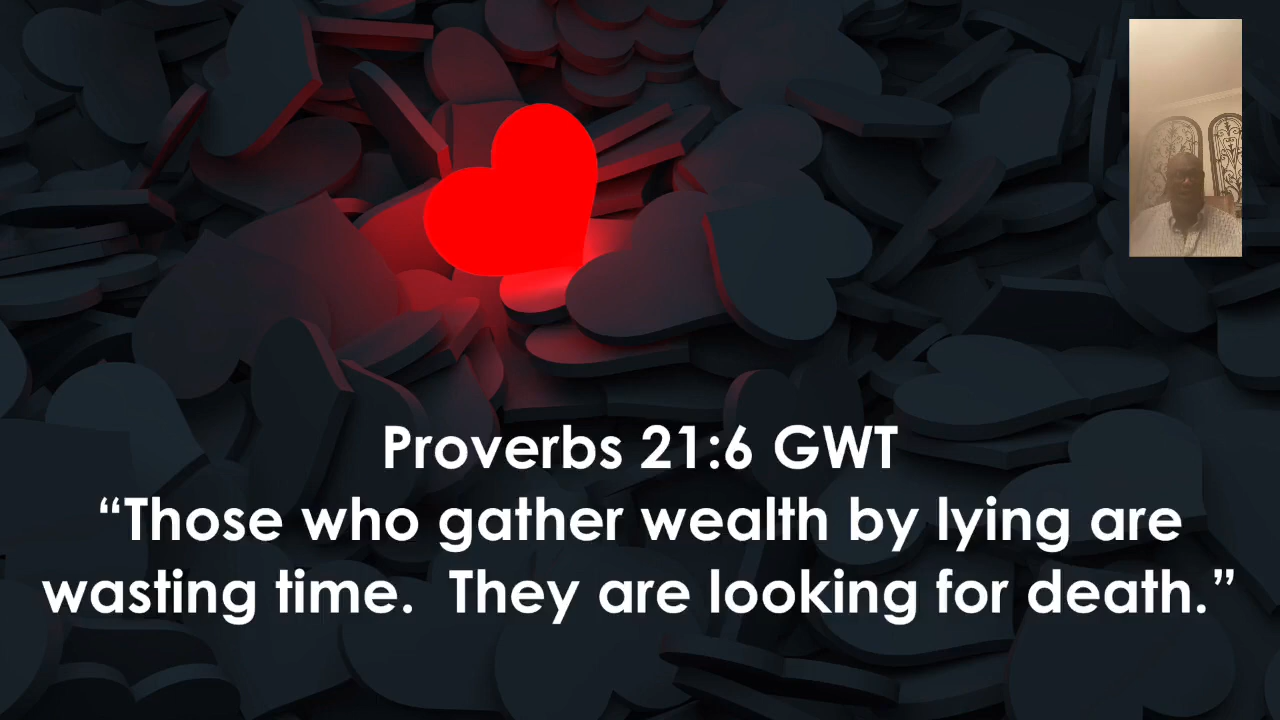 Proverbs 21:6 GWT
“Those who gather wealth by lying are
wasting time.  They are looking for death.”